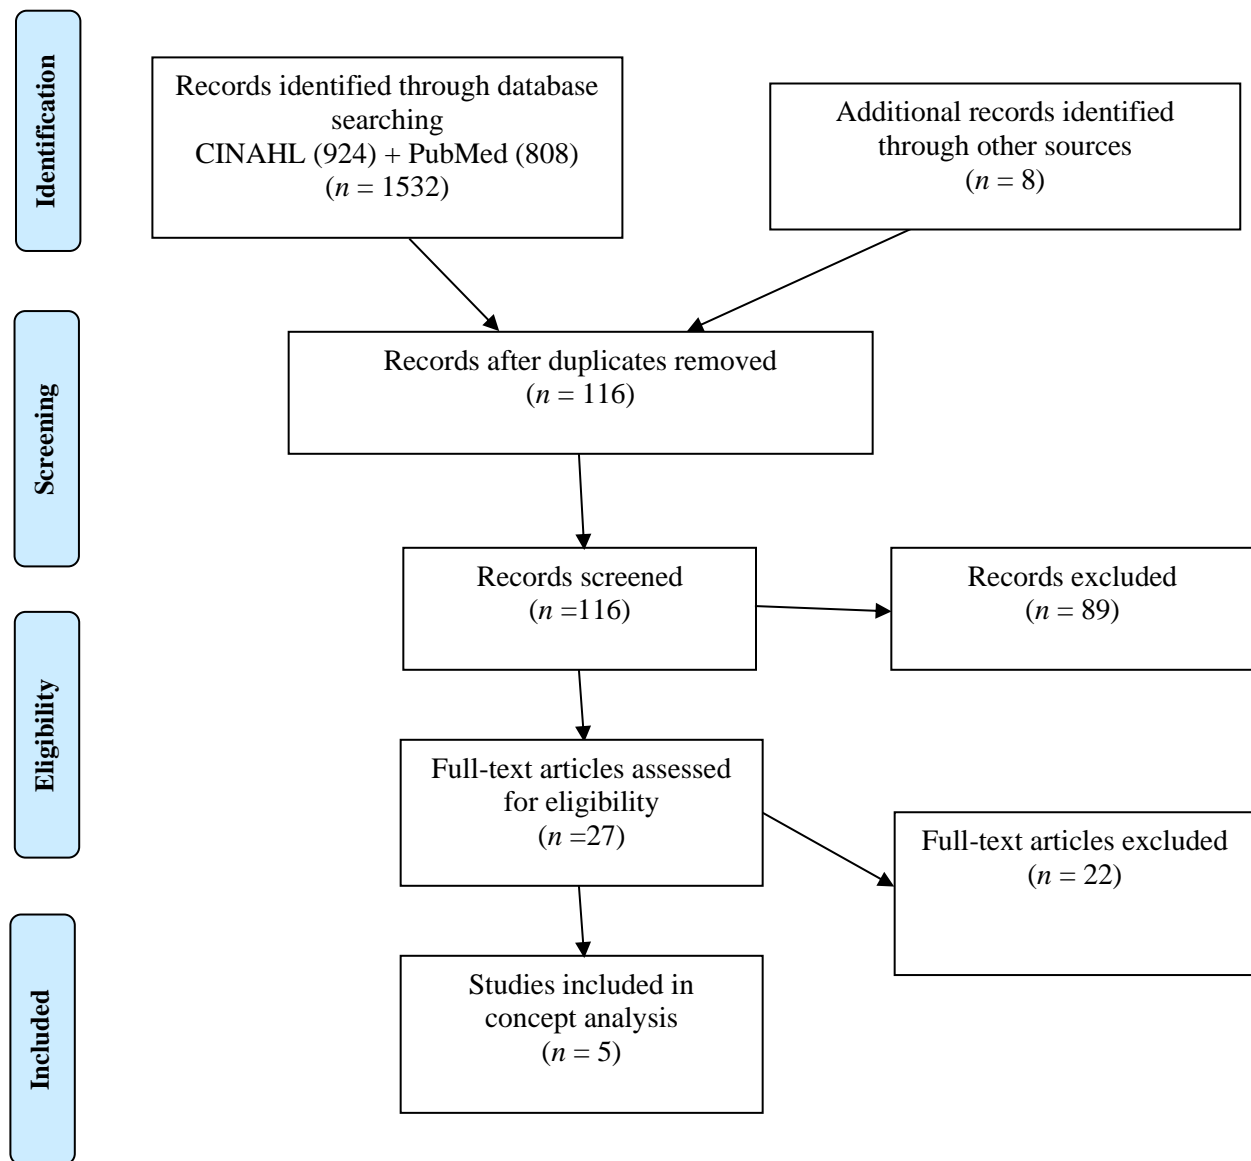 Identification
Records identified through database
searching
CINAHL (924) + PubMed (808)
(n = 1532)
Additional records identified
through other sources
(n = 8)
Screening
Records after duplicates removed
(n = 116)
Records screened
(n =116)
Records excluded
(n = 89)
Eligibility
Full-text articles assessed
for eligibility
(n =27)
Full-text articles excluded
(n = 22)
Included
Studies included in
concept analysis
(n = 5)